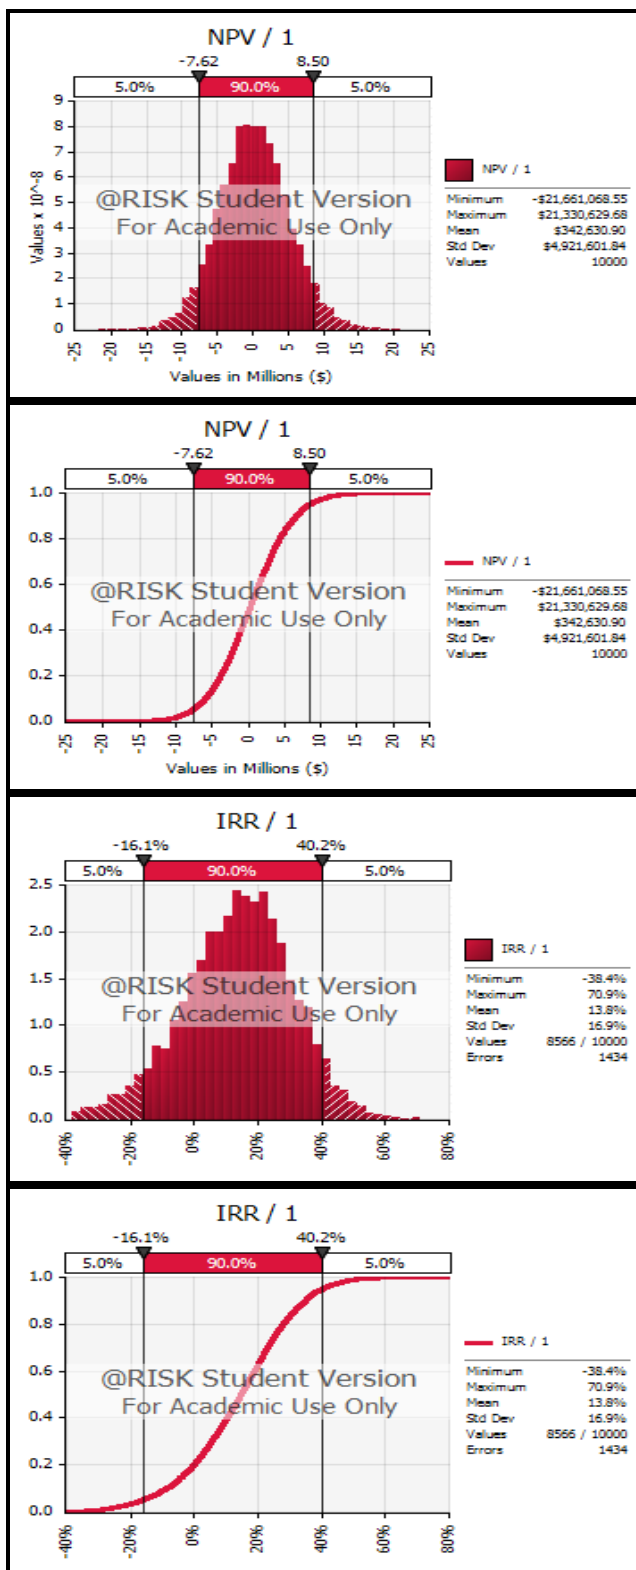 NPV / 1
-7.62 8.50
5.0% 90.0% 5.0%
9
8
7
6
5
4
3
2
1
0
Values x 10^-8
@RISK Student Version
For Academic Use Only
-25 -20 -15 -10 -5 0 5 10 15 20 25
Values in Millions ($)
NPV / 1
Minimum -$21,661,068.55
Maximum $21,330,629.68
Mean $342,630.90
Std Dev $4,921,601.84
Values 10000
NPV / 1
-7.62 8.50
5.0% 90.0% 5.0%
1.0
0.8
0.6
0.4
0.2
0.0
@RISK Student Version
For Academic Use Only
-25 -20 -15 -10 -5 0 5 10 15 20 25
Values in Millions ($)
NPV / 1
Minimum -$21,661,068.55
Maximum $21,330,629.68
Mean $342,630.90
Std Dev $4,921,601.84
Values 10000
IRR / 1
-16.1% 40.2%
5.0% 90.0% 5.0%
2.5
2.0
1.5
1.0
0.5
0.0
@RISK Student Version
For Academic Use Only
-40% -20% 0% 20% 40% 60% 80%
IRR / 1
Minimum -38.4%
Maximum 70.9%
Mean 13.8%
Std Dev 16.9%
Values 8566 / 10000
Errors 1434
IRR / 1
-16.1% 40.2%
5.0% 90.0% 5.0%
1.0
0.8
0.6
0.4
0.2
0.0
@RISK Student Version
For Academic Use Only
-40% -20% 0% 20% 40% 60% 80%
IRR / 1
Minimum -38.4%
Maximum 70.9%
Mean 13.8%
Std Dev 16.9%
Values 8566 / 10000
Errors 1434